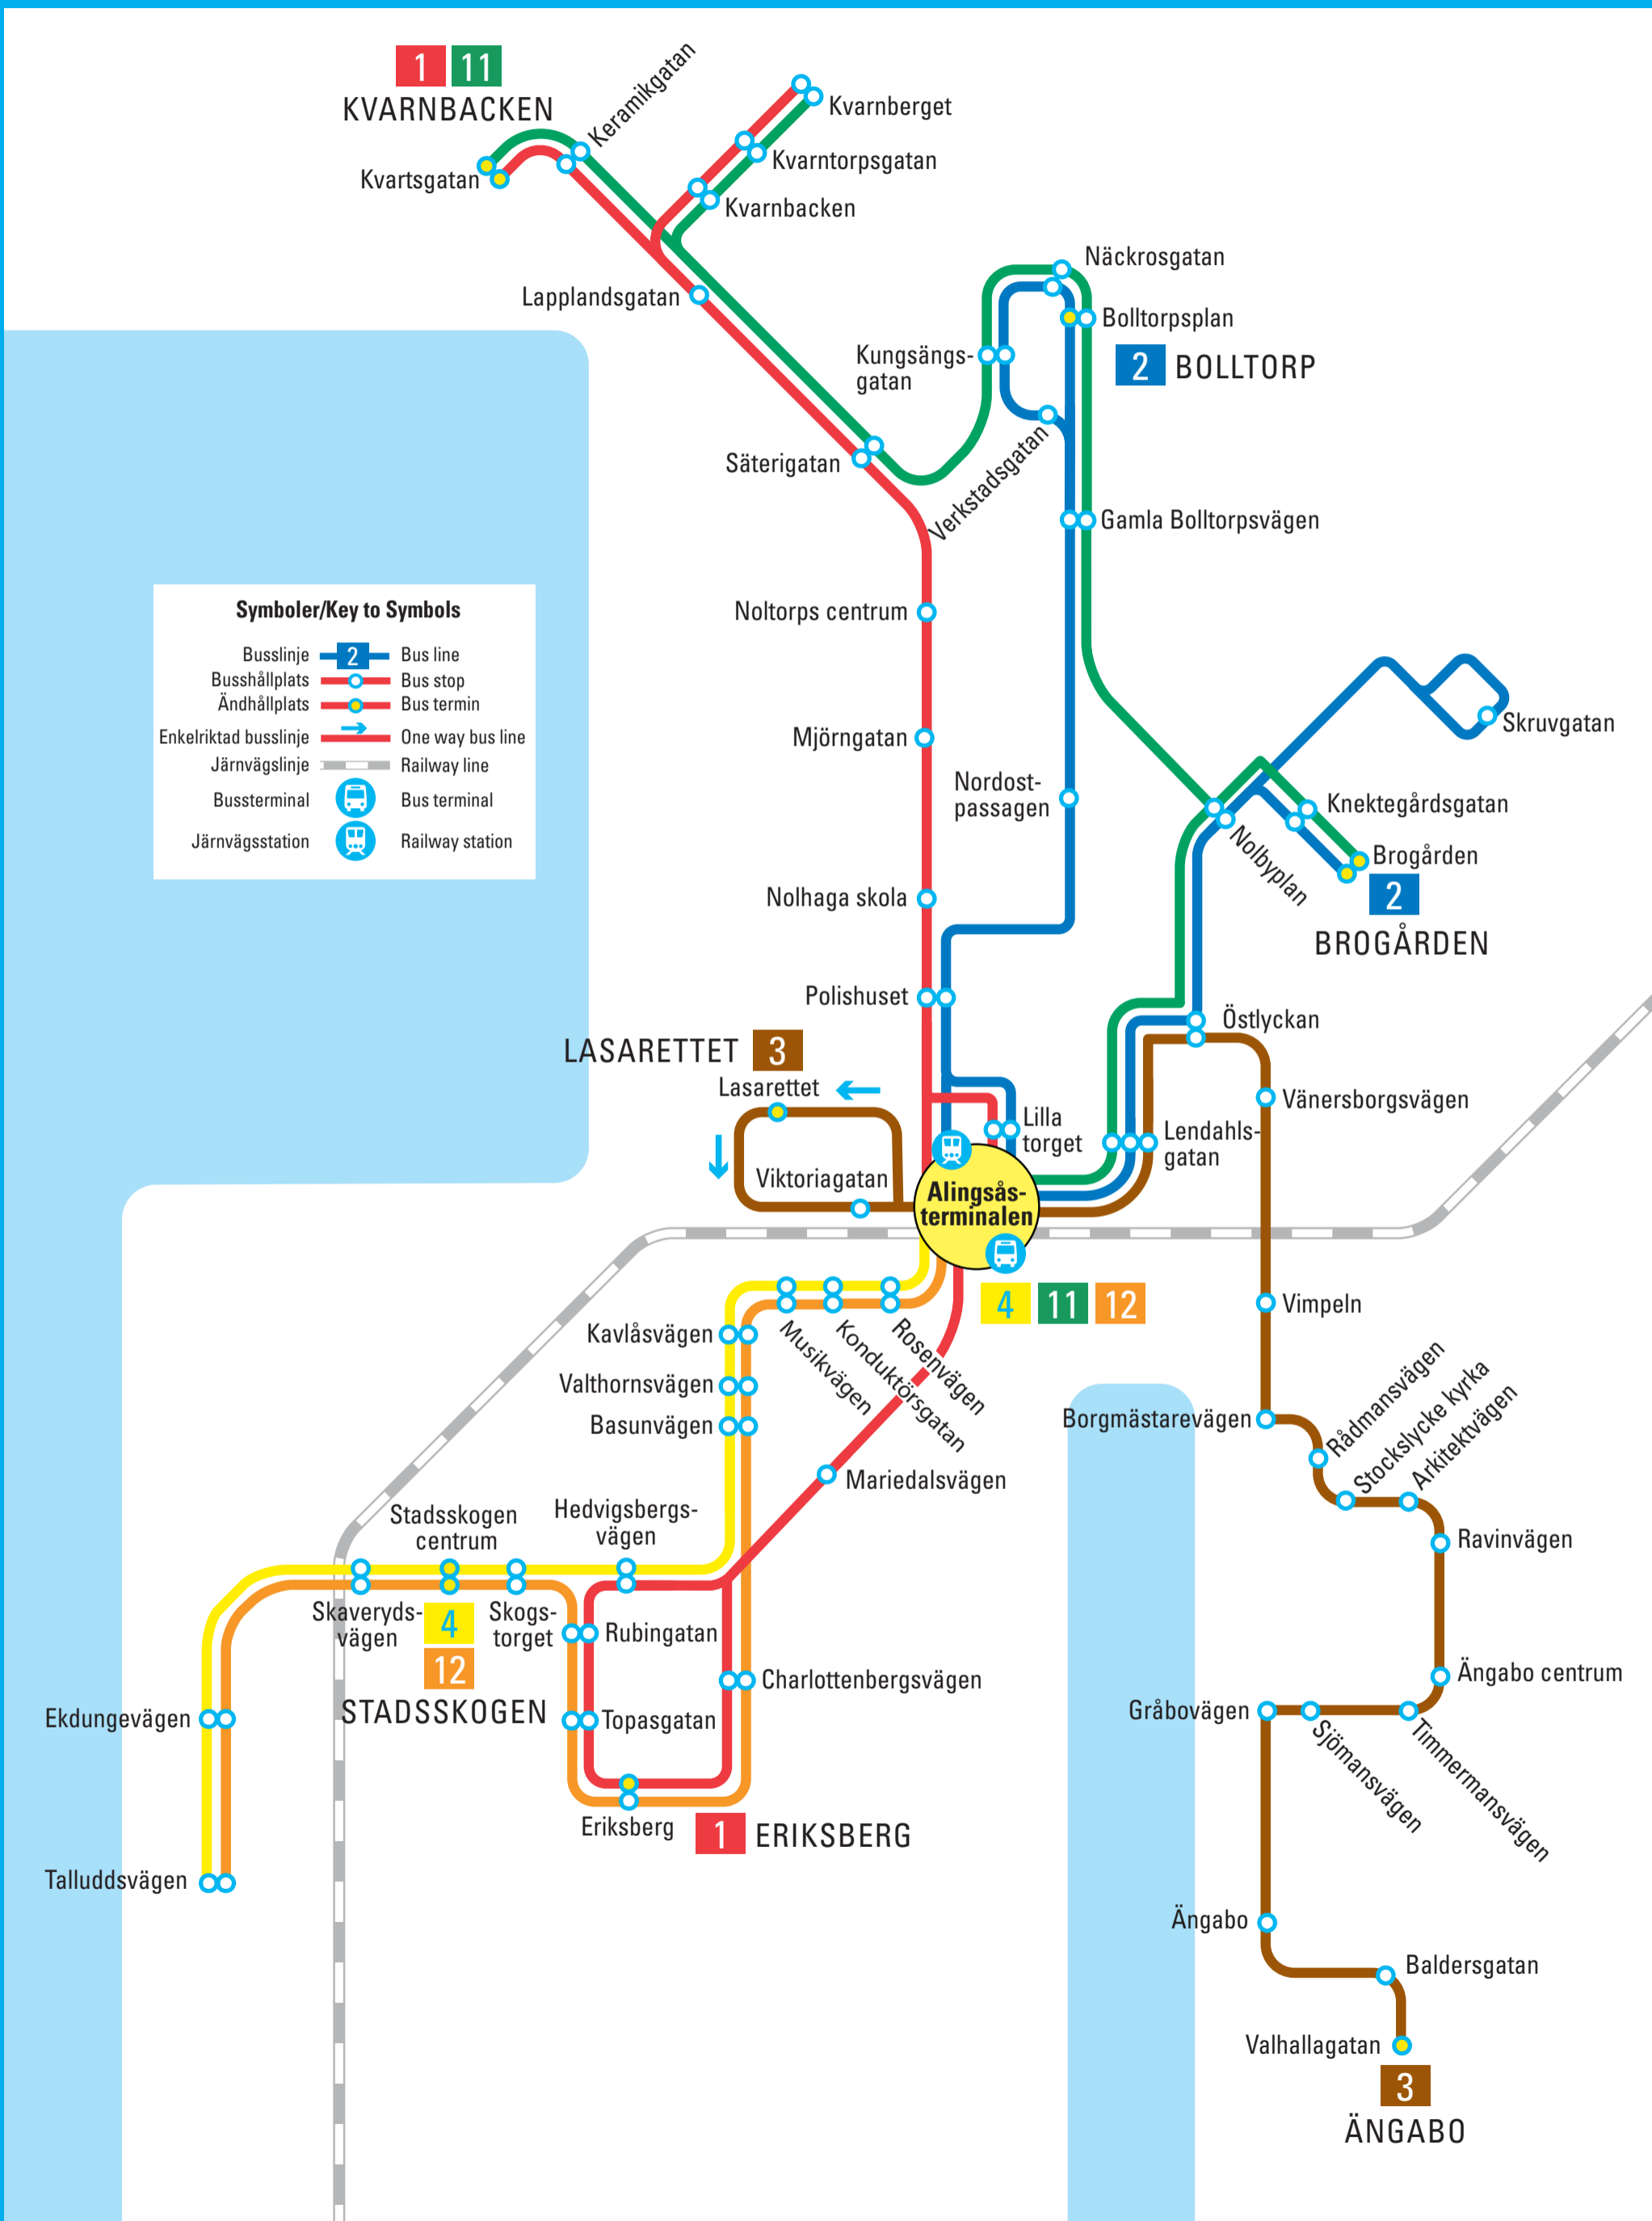 1 11
KVARNBACKEN
Keramikgatan
Kvarnberget
Kvarntorpsgatan
Kvartsgatan
Kvarnbacken
Näckrosgatan
Lapplandsgatan
Bolltorpsplan
Kungsängs-
gatan
2 BOLLTORP
Säterigatan
Verkstadsgatan
Gamla Bolltorpsvägen
Symboler/Key to Symbols
Busslinje 2 Bus line
Busshållplats Bus stop
Ändhållplats Bus termin
Enkelriktad busslinje One way bus line
Järnvägslinje Railway line
Bussterminal Bus terminal
Järnvägsstation Railway station
Noltorps centrum
Skruvgatan
Mjörngatan
Nordost-
passagen
Knektegårdsgatan
Nolbyplan
Brogården
2
BROGÅRDEN
Nolhaga skola
Polishuset
Östlyckan
LASARETTET 3
Lasarettet
Vänersborgsvägen
Lilla
torget
Lendahls-
gatan
Viktoriagatan
Alingsås-
terminalen
4 11 12
Vimpeln
Kavlåsvägen
Musikvägen
Konduktörsgatan
Rosenvägen
Valthornsvägen
Basunvägen
Borgmästarevägen
Rådmansvägen
Stockslycke kyrka
Arkitektvägen
Mariedalsvägen
Stadsskogen
centrum
Hedvigsbergs-
vägen
Ravinvägen
Skaveryds-
vägen
4
12
Skogs-
torget
Rubingatan
STADSSKOGEN
Charlottenbergsvägen
Ängabo centrum
Ekdungevägen
Topasgatan
Gråbovägen
Sjömansvägen
Timmermansvägen
Eriksberg
1 ERIKSBERG
Talluddsvägen
Ängabo
Baldersgatan
Valhallagatan
3
ÄNGABO